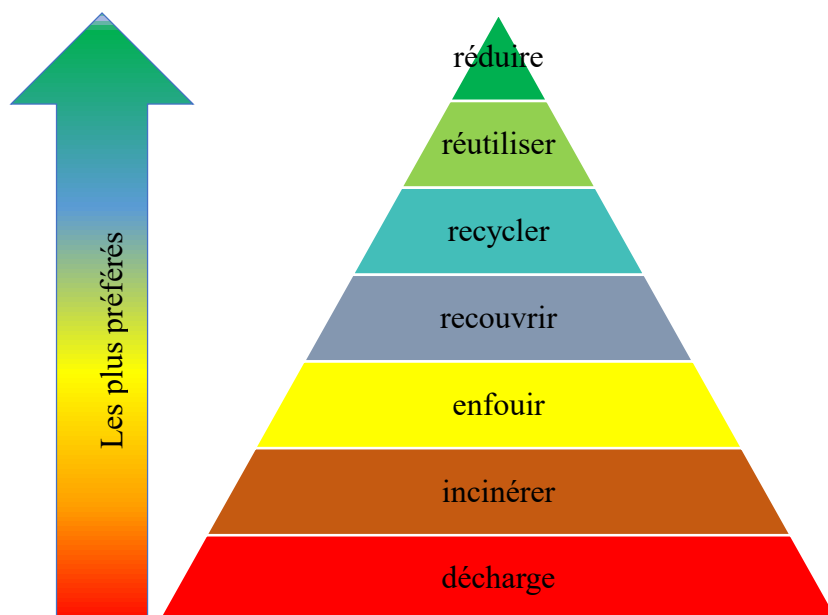 Les plus préférés
réduire
réutiliser
recycler
recouvrir
enfouir
incinérer
décharge